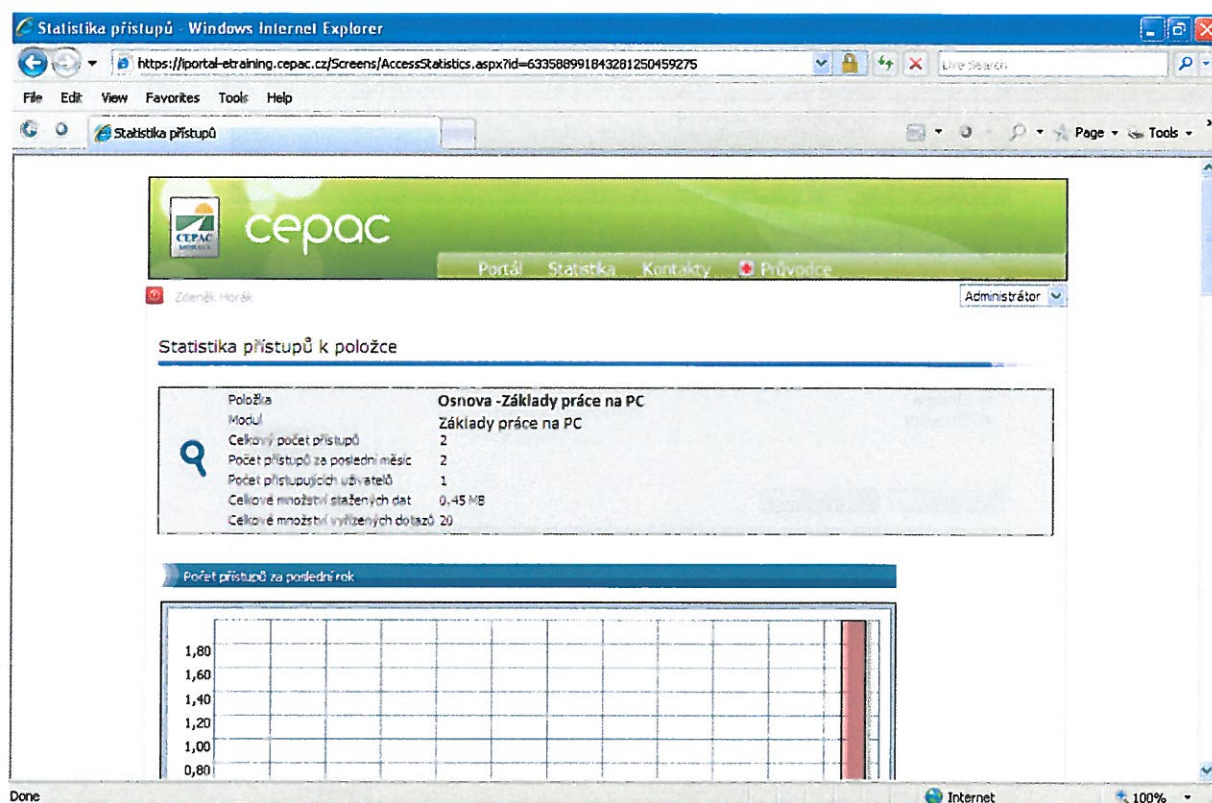 Statistika přístupů - Windows Internet Explorer
https://iportal-etraining.cepac.cz/Screens/AccessStatistics.aspx?id=633588991843281250459275
Live Search
File Edit View Favorites Tools Help
Statistika přístupů
Page Tools
CEPAC
MORAVA
cepac
Portál Statistika Kontakty Průvodce
Zdeněk Horák
Administrátor
Statistika přístupů k položce
Položka Osnova -Základy práce na PC
Modul Základy práce na PC
Celkový počet přístupů 2
Počet přístupů za poslední měsíc 2
Počet přistupujících uživatelů 1
Celkové množství stažených dat 0,45 MB
Celkové množství vyřízených dotazů 20
Počet přístupů za poslední rok
1,80
1,60
1,40
1,20
1,00
0,80
Done
Internet
100%